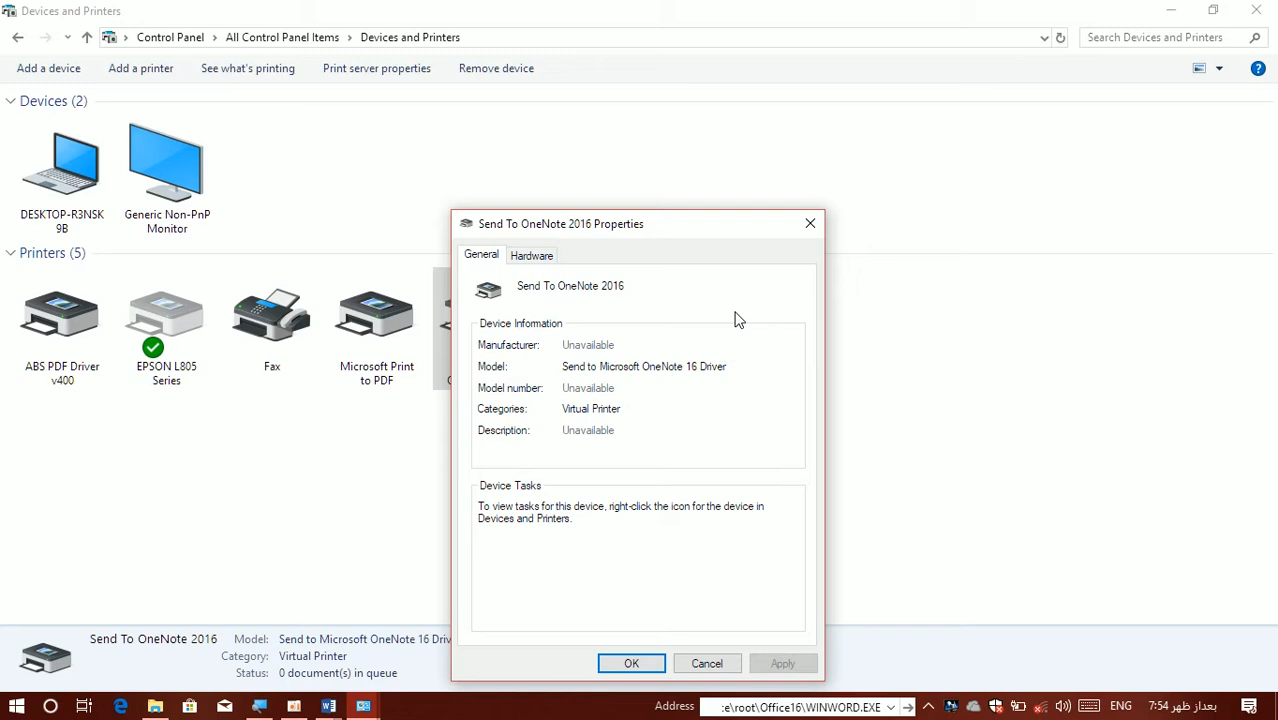 Devices and Printers
Control Panel > All Control Panel Items > Devices and Printers
Search Devices and Printers
Add a device
Add a printer
See what's printing
Print server properties
Remove device
Devices (2)
DESKTOP-R3NSK
9B
Generic Non-PnP
Monitor
Printers (5)
ABS PDF Driver
v400
EPSON L805
Series
Fax
Microsoft Print
to PDF
Send To OneNote 2016 Properties
General
Hardware
Send To OneNote 2016
Device Information
Manufacturer: Unavailable
Model: Send to Microsoft OneNote 16 Driver
Model number: Unavailable
Categories: Virtual Printer
Description: Unavailable
Device Tasks
To view tasks for this device, right-click the icon for the device in
Devices and Printers.
OK
Cancel
Apply
Send To OneNote 2016
Model: Send to Microsoft OneNote 16
Category: Virtual Printer
Status: 0 document(s) in queue
Address
:e\root\Office16\WINWORD.EXE
ENG
7:54 بعداز ظهر